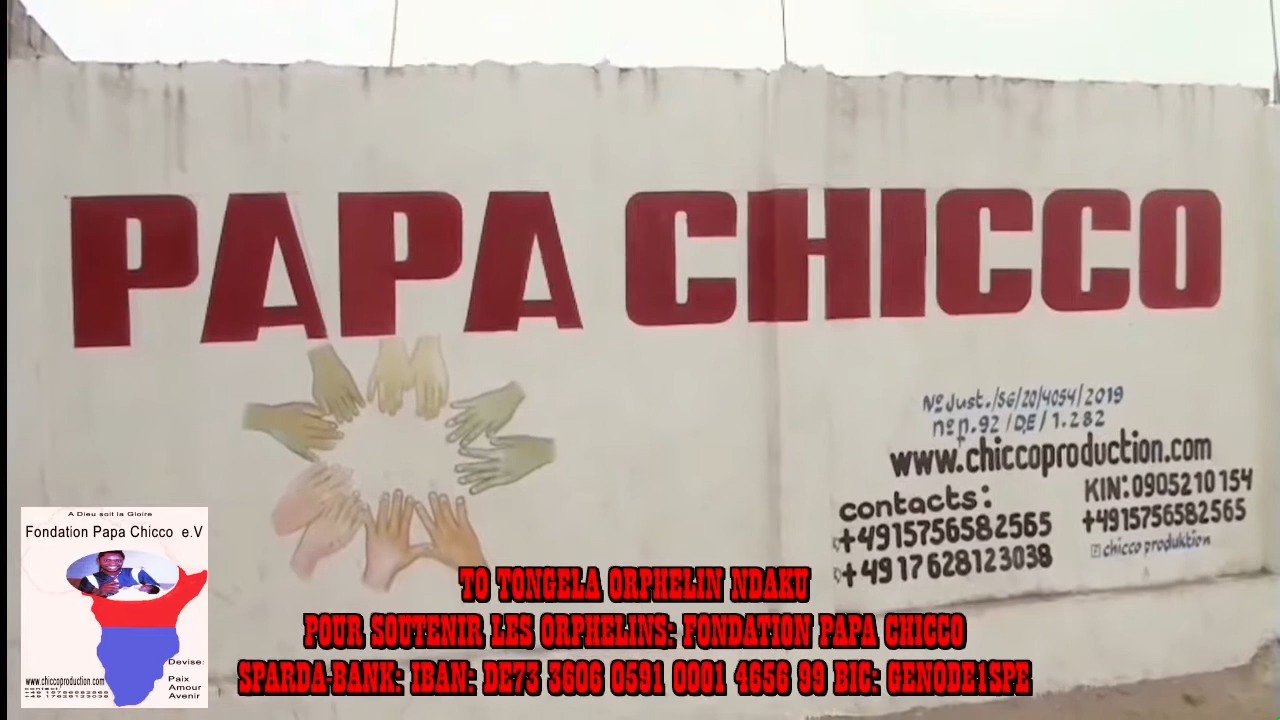 PAPA CHICCO
Nº Just./SG/20/4054/2019
nº p.92 /DE/1.282
www.chiccoproduction.com
contacts:
+4915756582565
+4917628123038
KIN: 0905210 154
+4915756582565
chicco produktion
A Dieu soit la Gloire
Fondation Papa Chicco e.V
Devise:
Paix
Amour
Avenir
www.chiccoproduction.com
TO TONGELA ORPHELIN NDAKU
POUR SOUTENIR LES ORPHELINS: FONDATION PAPA CHICCO
SPARDA-BANK: IBAN: DE73 3606 0591 0001 4656 99 BIC: GENODE1SPE